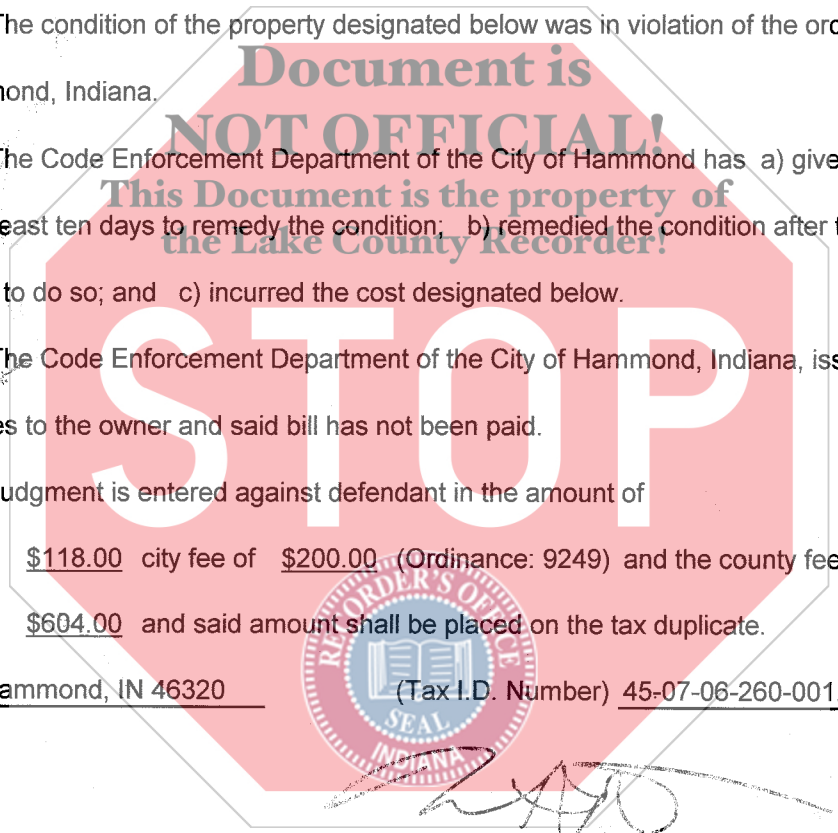 The condition of the property designated below was in violation of the ord
Document is
mond, Indiana.
NOT OFFICIAL!
The Code Enforcement Department of the City of Hammond has a) give
This Document is the property of
east ten days to remedy the condition; b) remedied the condition after t
the Lake County Recorder!
to do so; and c) incurred the cost designated below.
STOP
The Code Enforcement Department of the City of Hammond, Indiana, iss
es to the owner and said bill has not been paid.
udgment is entered against defendant in the amount of
$118.00 city fee of $200.00 (Ordinance: 9249) and the county fee
$604.00 and said amount shall be placed on the tax duplicate.
RECORDER'S OFFICE
ammond, IN 46320 (Tax I.D. Number) 45-07-06-260-001.
SEAL
INDIANA